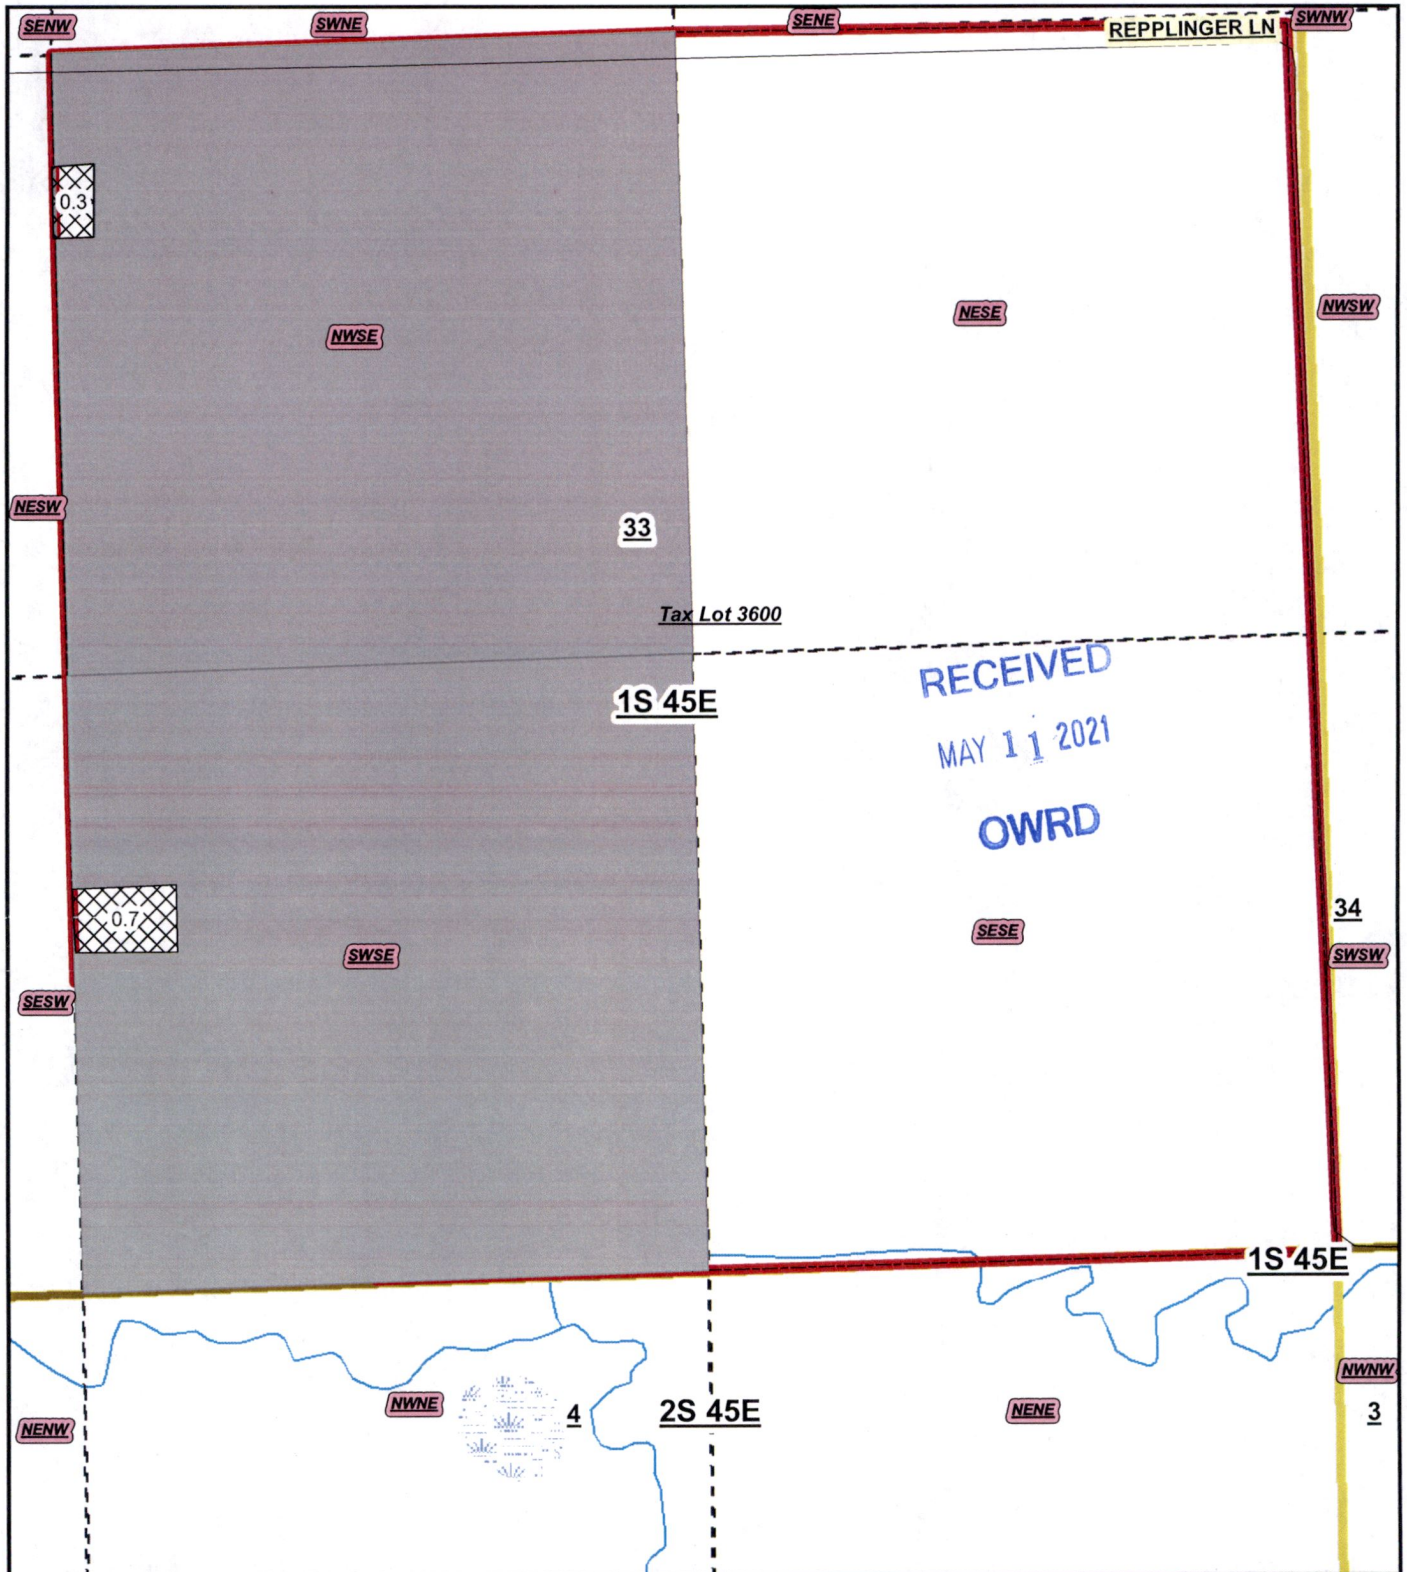 SENW
SWNE
SENE
SWNW
REPPLINGER LN
0.3
NWSE
NESE
NWSW
NESW
33
Tax Lot 3600
RECEIVED
1S 45E
MAY 11 2021
OWRD
0.7
34
SWSE
SESE
SWSW
SESW
1S 45E
NWNW
NWNE
4
2S 45E
NENE
3
NENW